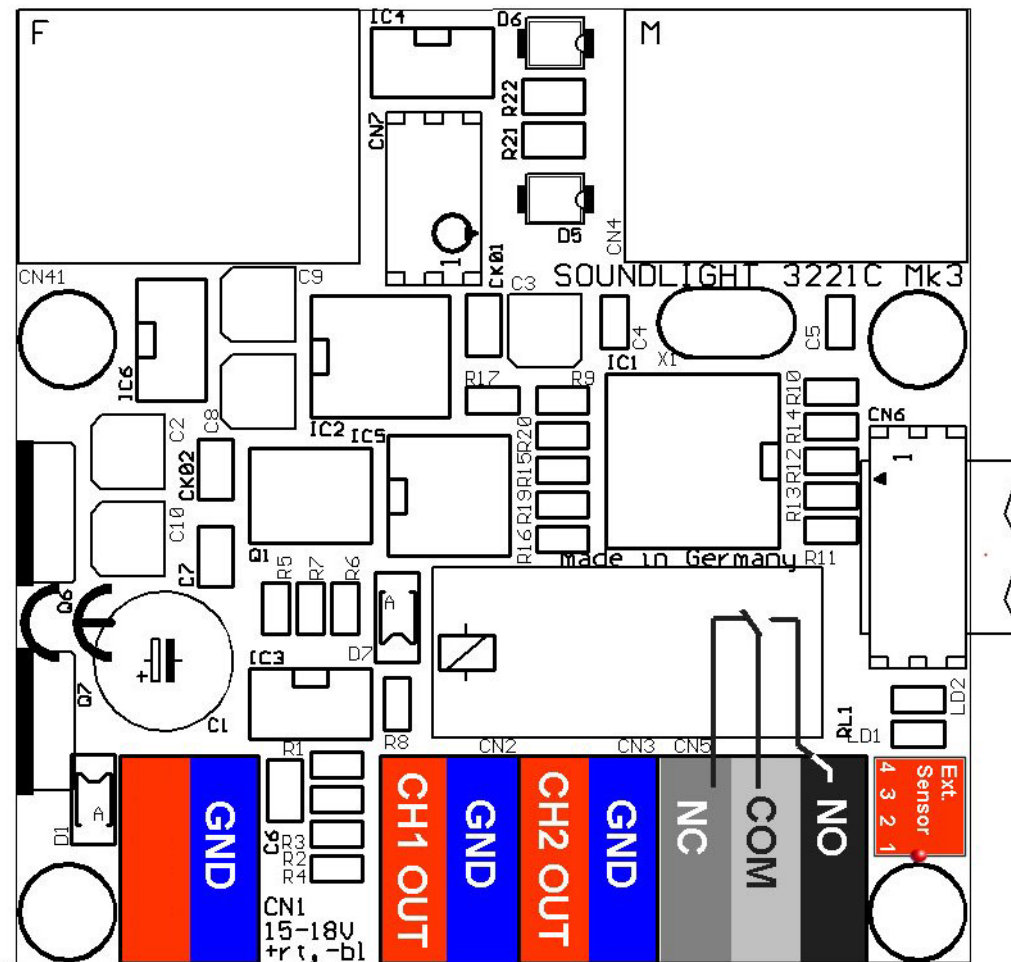 F
IC4
D6
M
R22
CN7
R21
D5
CN4
1
CN41
CK01
SOUNDLIGHT 3221C Mk3
C9
C3
C4
X1
C5
IC6
IC1
R17
R9
R10
C8
IC2
IC5
R20
R14
CN6
C2
CK02
R15
R12
1
C10
R19
R13
Q1
R16
R11
made in Germany
C7
R5
R7
R6
A
Q6
D7
IC3
+
C1
Q7
R8
RL1
LD2
LD1
R1
CN2
CN3
CN5
D1
A
C6
R3
R2
R4
GND
CH1 OUT
GND
CH2 OUT
GND
NC
COM
NO
Ext.
Sensor
4 3 2 1
CN1
15-18V
+rt,-bl